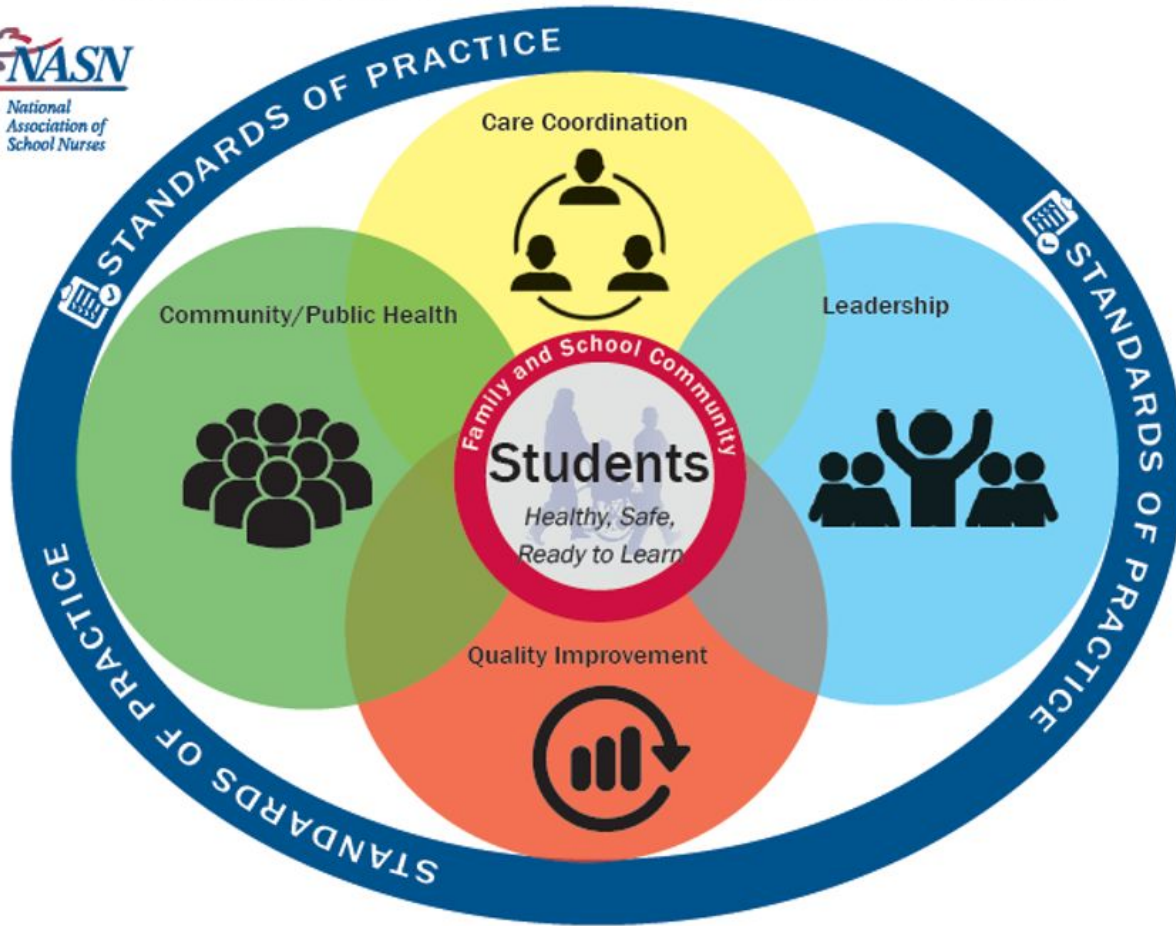 NASN
National
Association of
School Nurses
STANDARDS OF PRACTICE
STANDARDS OF PRACTICE
STANDARDS OF PRACTICE
Care Coordination
Community/Public Health
Leadership
Family and School Community
Students
Healthy, Safe,
Ready to Learn
Quality Improvement